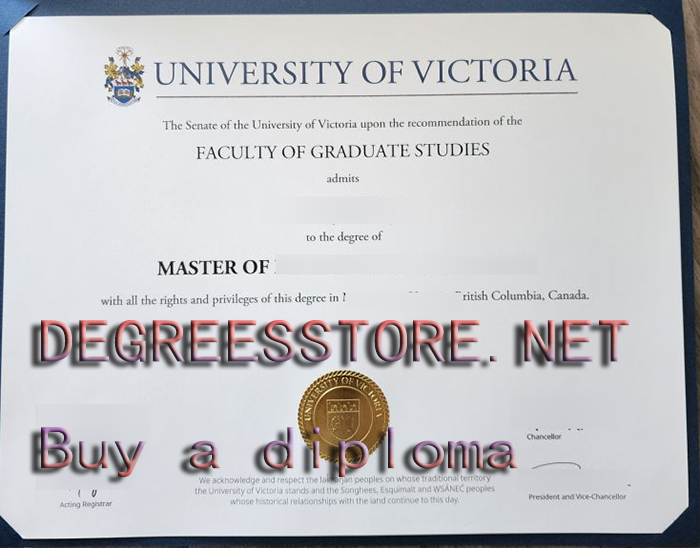 UNIVERSITY OF VICTORIA
The Senate of the University of Victoria upon the recommendation of the
FACULTY OF GRADUATE STUDIES
admits
to the degree of
MASTER OF
with all the rights and privileges of this degree in British Columbia, Canada.
DEGREESSTORE. NET
UNIVERSITY OF VICTORIA
Chancellor
Buy a diploma
We acknowledge and respect the peoples on whose traditional territory
the University of Victoria stands and the Songhees, Esquimalt and WSÁNEĆ peoples
whose historical relationships with the land continue to this day.
Acting Registrar
President and Vice-Chancellor